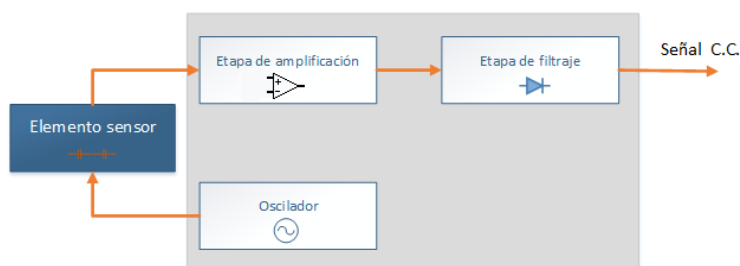 Etapa de amplificación
Etapa de filtraje
Señal C.C.
Elemento sensor
Oscilador